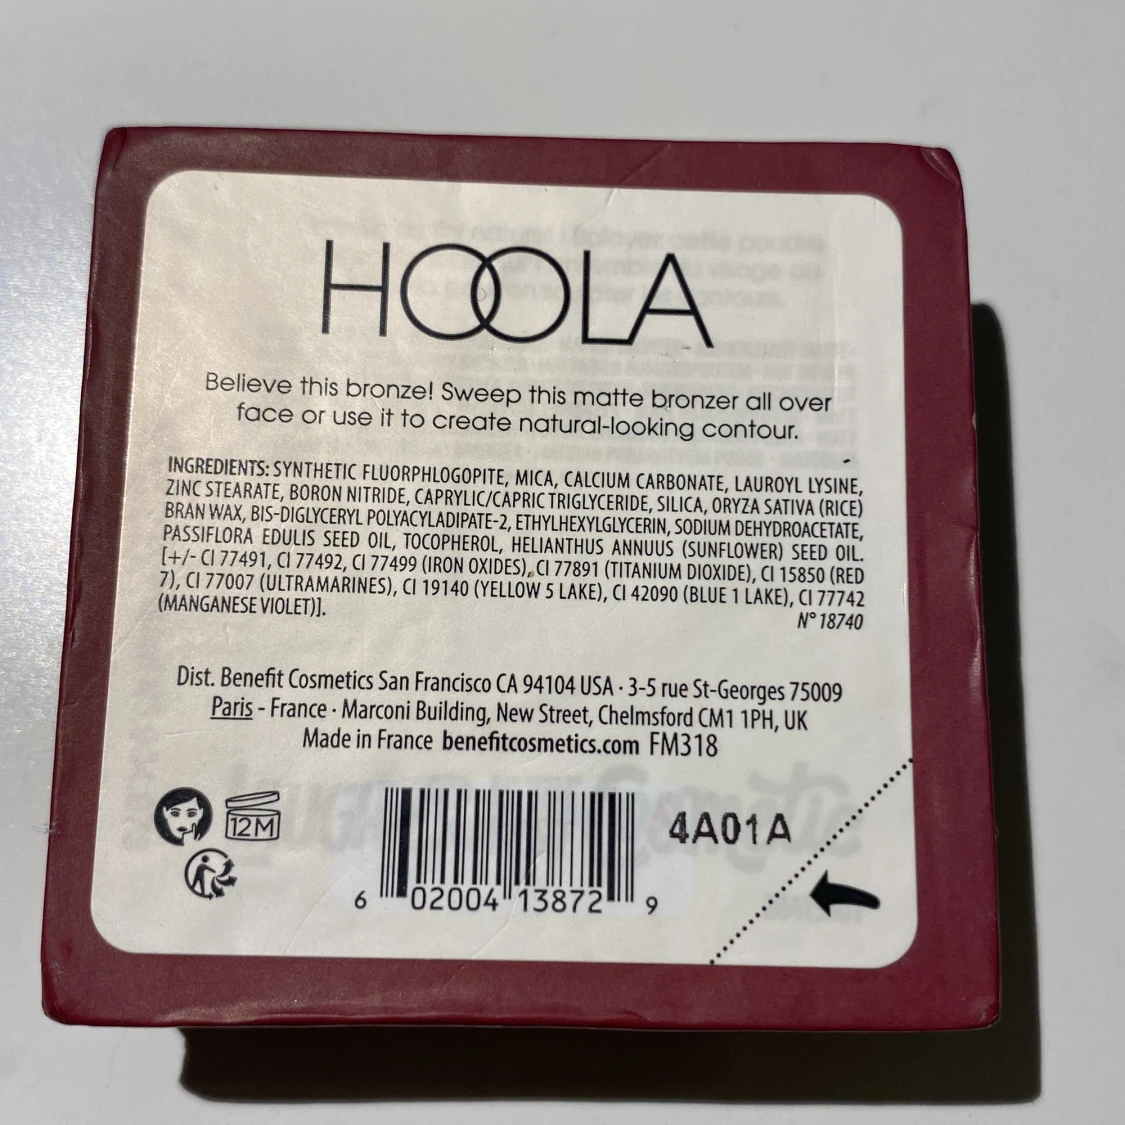 HOOLA
Believe this bronze! Sweep this matte bronzer all over
face or use it to create natural-looking contour.
INGREDIENTS: SYNTHETIC FLUORPHLOGOPITE, MICA, CALCIUM CARBONATE, LAUROYL LYSINE,
ZINC STEARATE, BORON NITRIDE, CAPRYLIC/CAPRIC TRIGLYCERIDE, SILICA, ORYZA SATIVA (RICE)
BRAN WAX, BIS-DIGLYCERYL POLYACYLADIPATE-2, ETHYLHEXYLGLYCERIN, SODIUM DEHYDROACETATE,
PASSIFLORA EDULIS SEED OIL, TOCOPHEROL, HELIANTHUS ANNUUS (SUNFLOWER) SEED OIL.
[+/- CI 77491, CI 77492, CI 77499 (IRON OXIDES), CI 77891 (TITANIUM DIOXIDE), CI 15850 (RED
7), CI 77007 (ULTRAMARINES), CI 19140 (YELLOW 5 LAKE), CI 42090 (BLUE 1 LAKE), CI 77742
(MANGANESE VIOLET)].
N° 18740
Dist. Benefit Cosmetics San Francisco CA 94104 USA · 3-5 rue St-Georges 75009
Paris - France · Marconi Building, New Street, Chelmsford CM1 1PH, UK
Made in France benefitcosmetics.com FM318
12M
4A01A
6 02004 13872 9